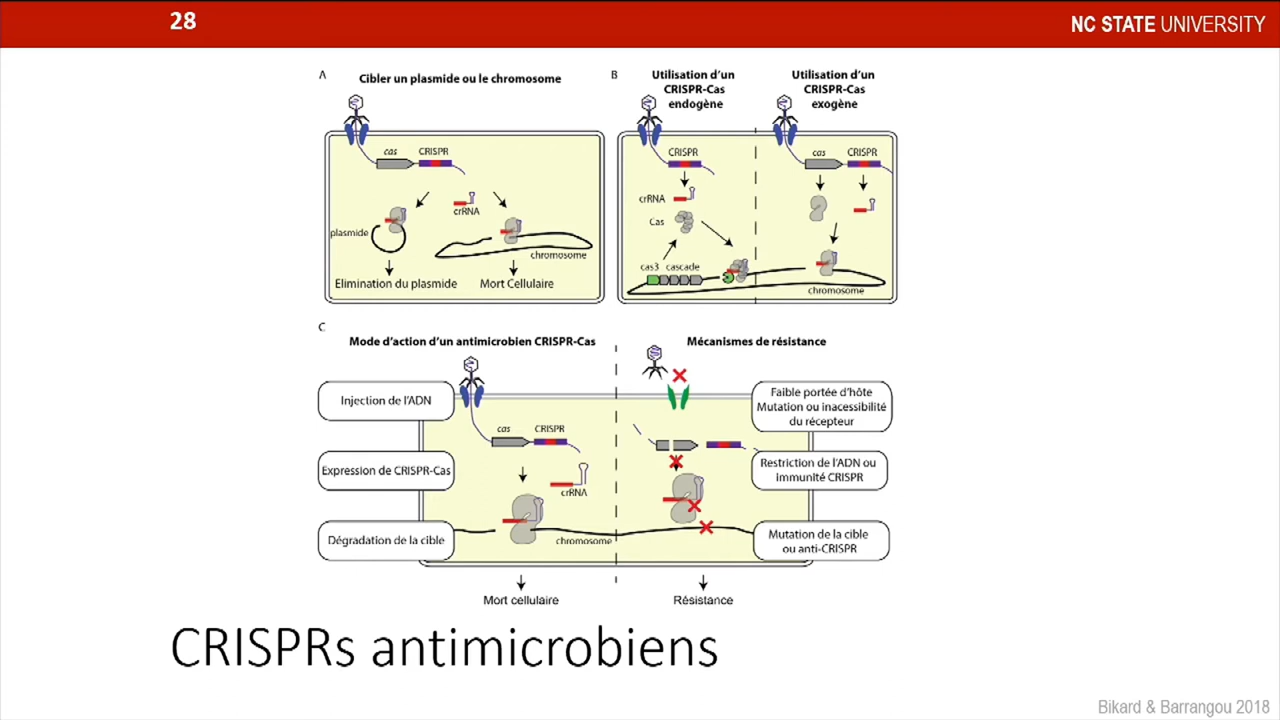 28
NC STATE UNIVERSITY
A
Cibler un plasmide ou le chromosome
cas
CRISPR
crRNA
plasmide
chromosome
Elimination du plasmide
Mort Cellulaire
B
Utilisation d'un
CRISPR-Cas
endogène
Utilisation d'un
CRISPR-Cas
exogène
CRISPR
crRNA
Cas
cas3
cascade
cas
CRISPR
chromosome
C
Mode d'action d'un antimicrobien CRISPR-Cas
Mécanismes de résistance
Injection de l'ADN
Expression de CRISPR-Cas
Dégradation de la cible
cas
CRISPR
crRNA
chromosome
Faible portée d'hôte
Mutation ou inacessibilité
du récepteur
Restriction de l'ADN ou
immunité CRISPR
Mutation de la cible
ou anti-CRISPR
Mort cellulaire
Résistance
CRISPRs antimicrobiens
Bikard & Barrangou 2018